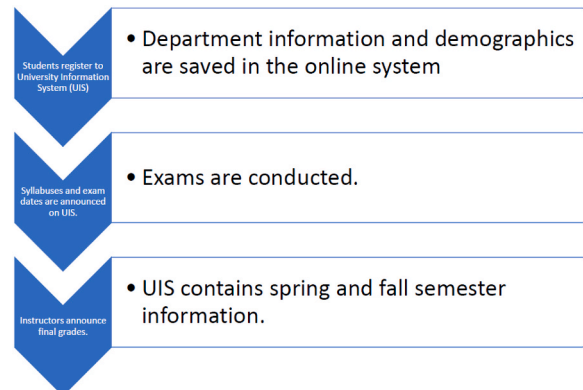 Students register to
University Information
System (UIS)
• Department information and demographics
are saved in the online system
Syllabuses and exam
dates are announced
on UIS.
• Exams are conducted.
Instructors announce
final grades.
• UIS contains spring and fall semester
information.